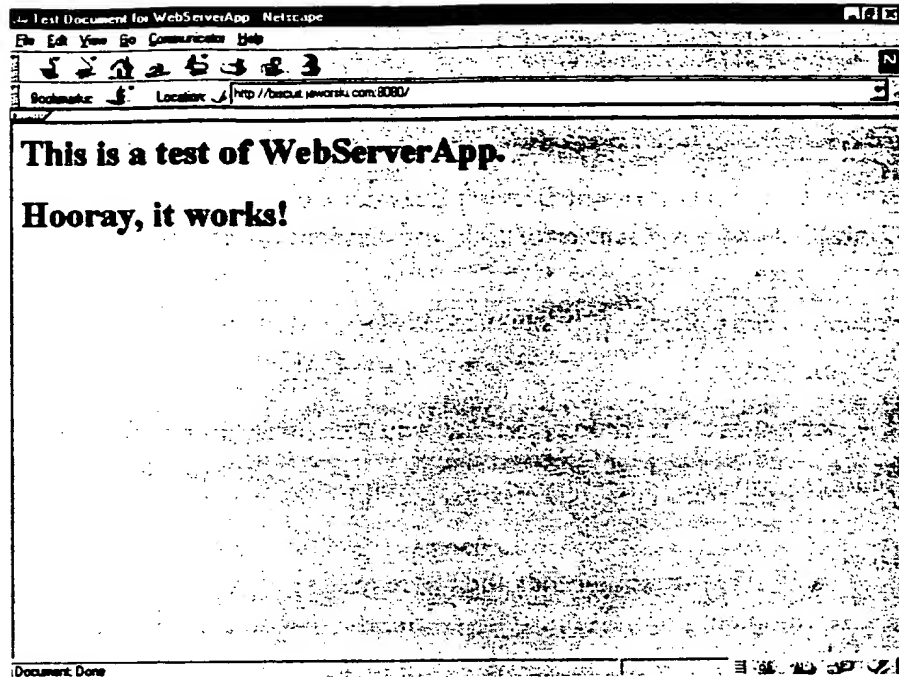 Test Document for WebServerApp Netscape
File Edit View Go Communicator Help
Bookmarks Location: http://biscuit.jaworski.com:8080/
This is a test of WebServerApp.
Hooray, it works!
Document: Done